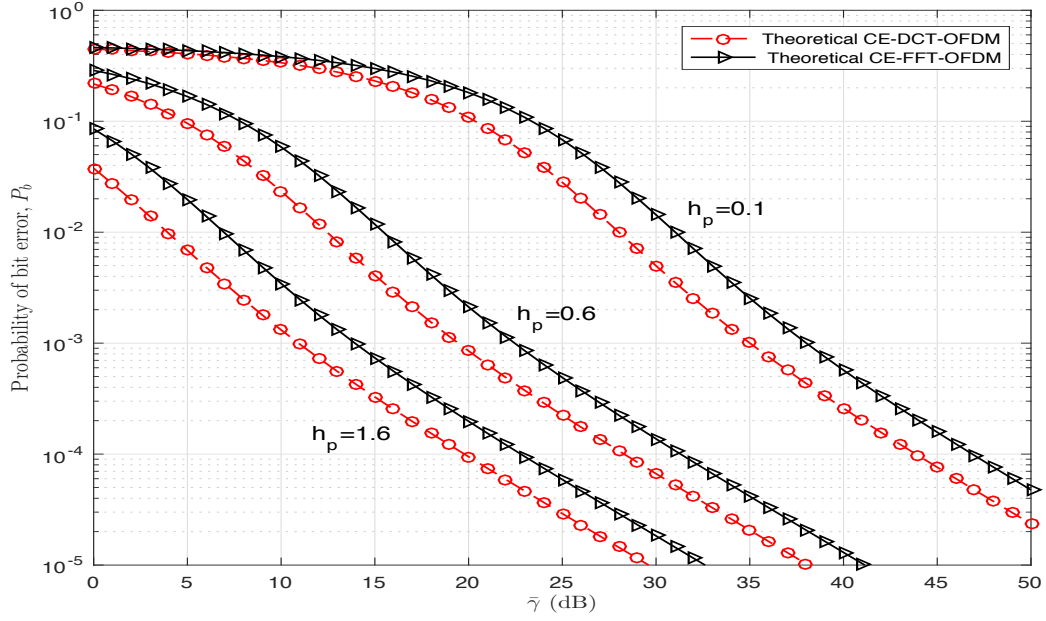 10^0
10^-1
10^-2
10^-3
10^-4
10^-5
Probability of bit error, P_b
Theoretical CE-DCT-OFDM
Theoretical CE-FFT-OFDM
h_p=0.1
h_p=0.6
h_p=1.6
0 5 10 15 20 25 30 35 40 45 50
γ̄ (dB)